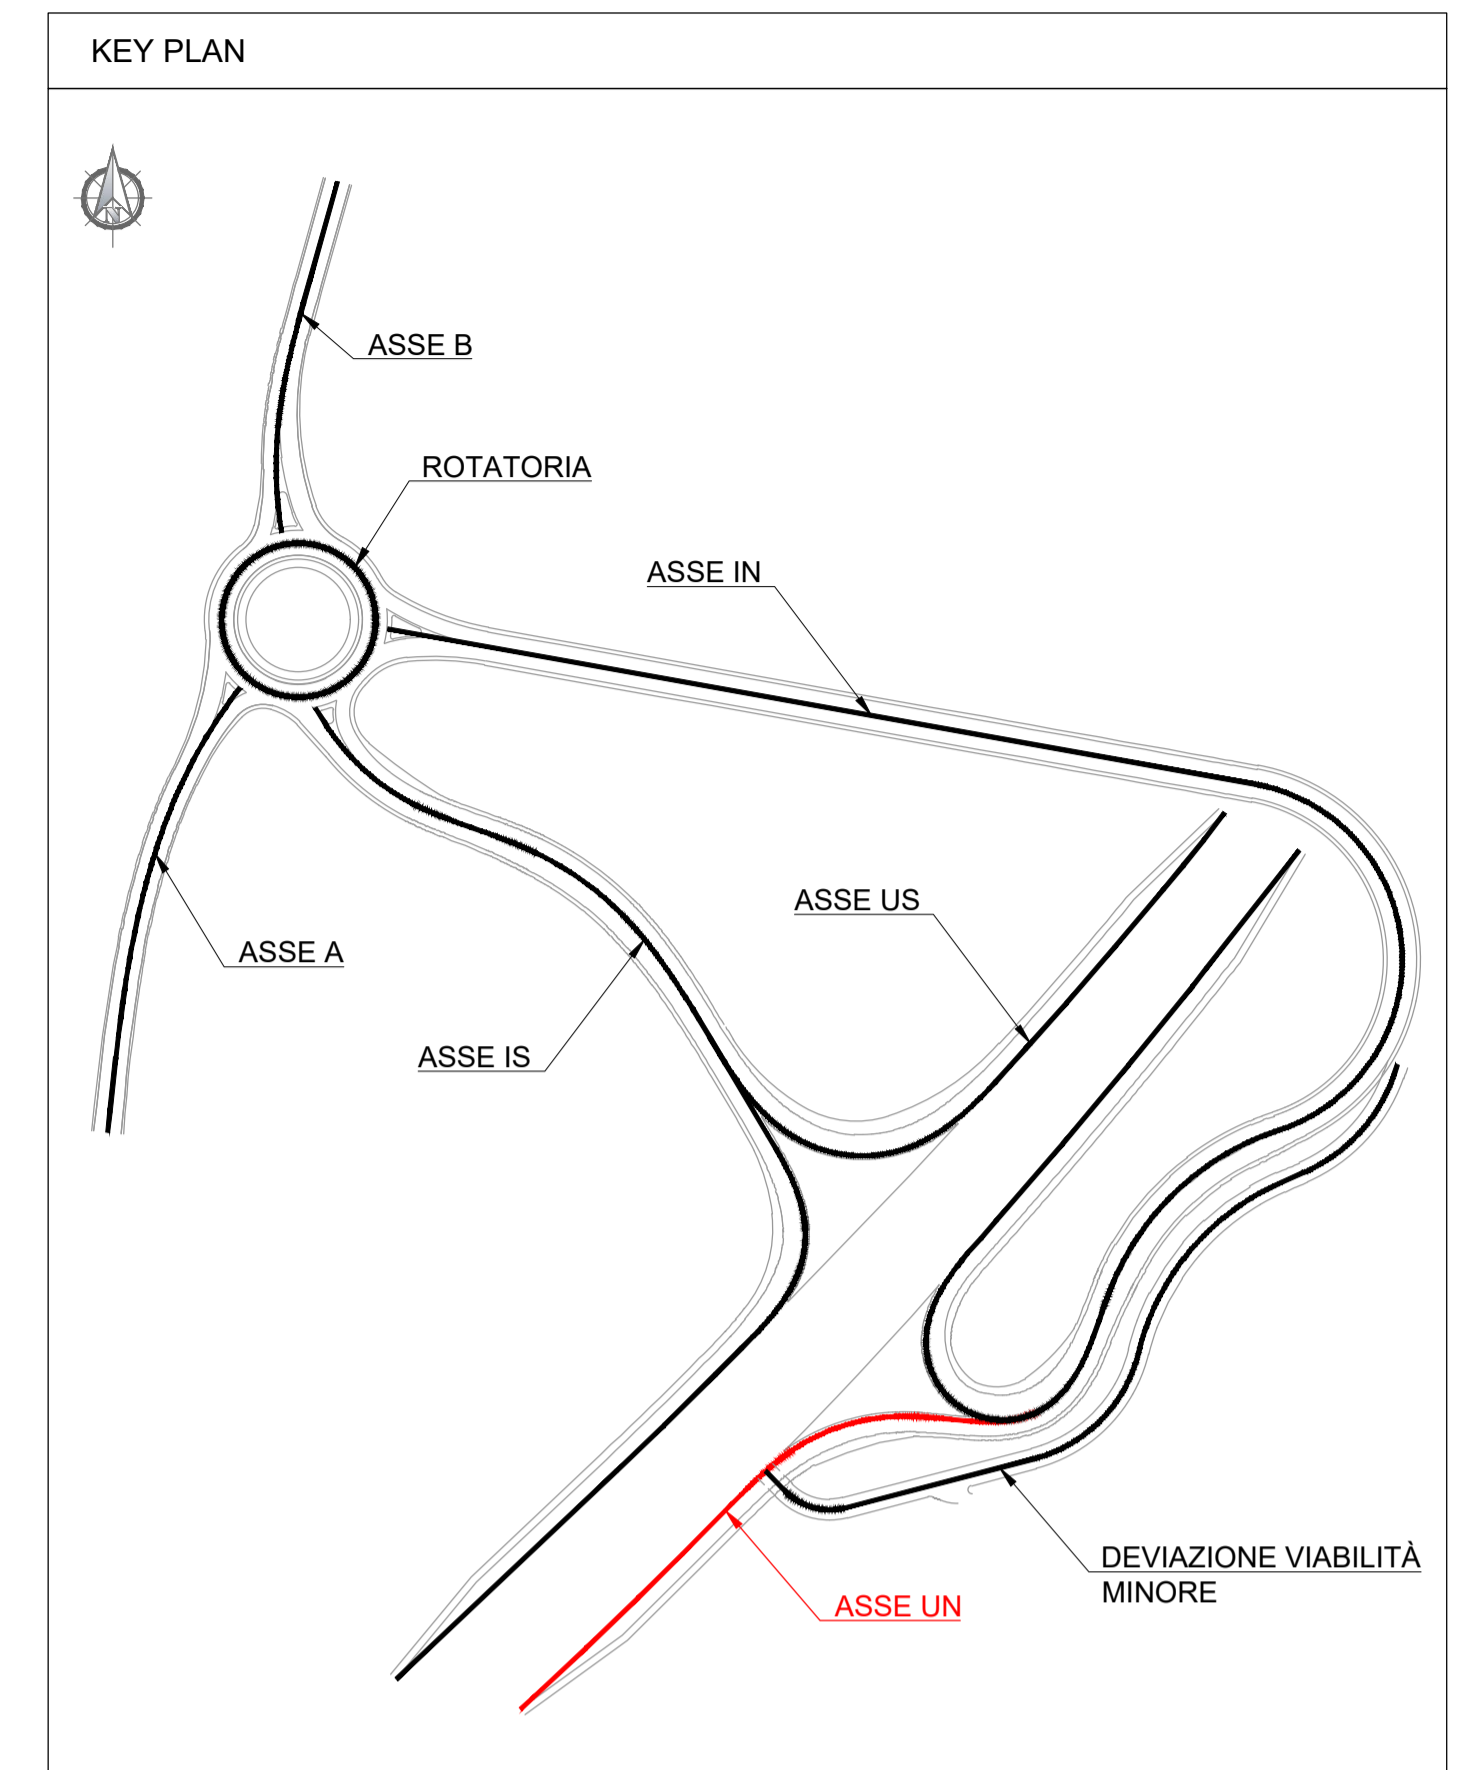 KEY PLAN
N
ASSE B
ROTATORIA
ASSE IN
ASSE US
ASSE A
ASSE IS
DEVIAZIONE VIABILITÀ
MINORE
ASSE UN